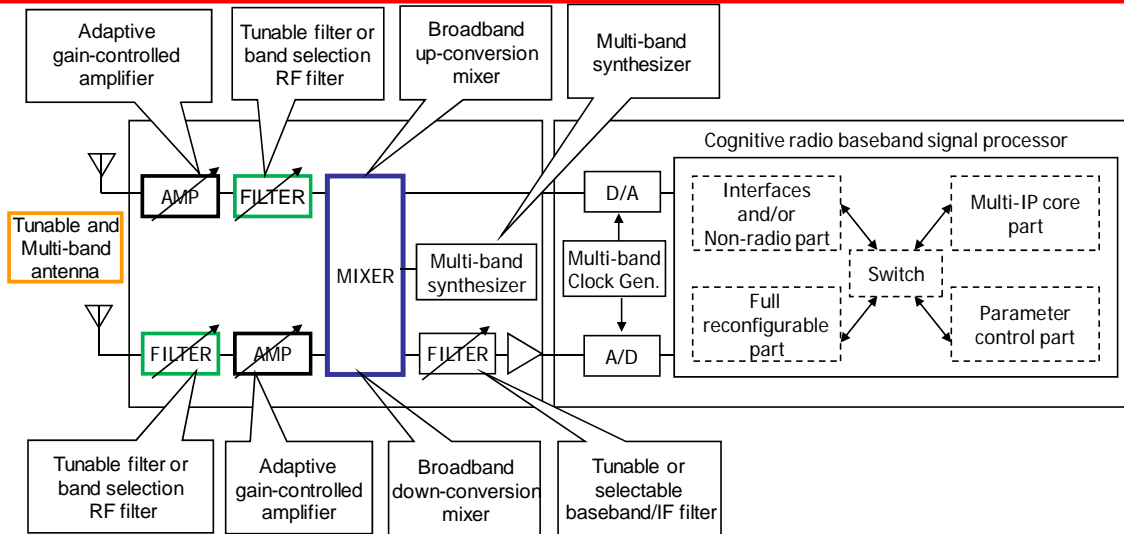 Adaptive
gain-controlled
amplifier
Tunable filter or
band selection
RF filter
Broadband
up-conversion
mixer
Multi-band
synthesizer
Cognitive radio baseband signal processor
AMP
FILTER
D/A
Interfaces
and/or
Non-radio part
Multi-IP core
part
Tunable and
Multi-band
antenna
MIXER
Multi-band
synthesizer
Multi-band
Clock Gen.
Switch
Full
reconfigurable
part
Parameter
control part
FILTER
AMP
FILTER
A/D
Tunable filter or
band selection
RF filter
Adaptive
gain-controlled
amplifier
Broadband
down-conversion
mixer
Tunable or
selectable
baseband/IF filter